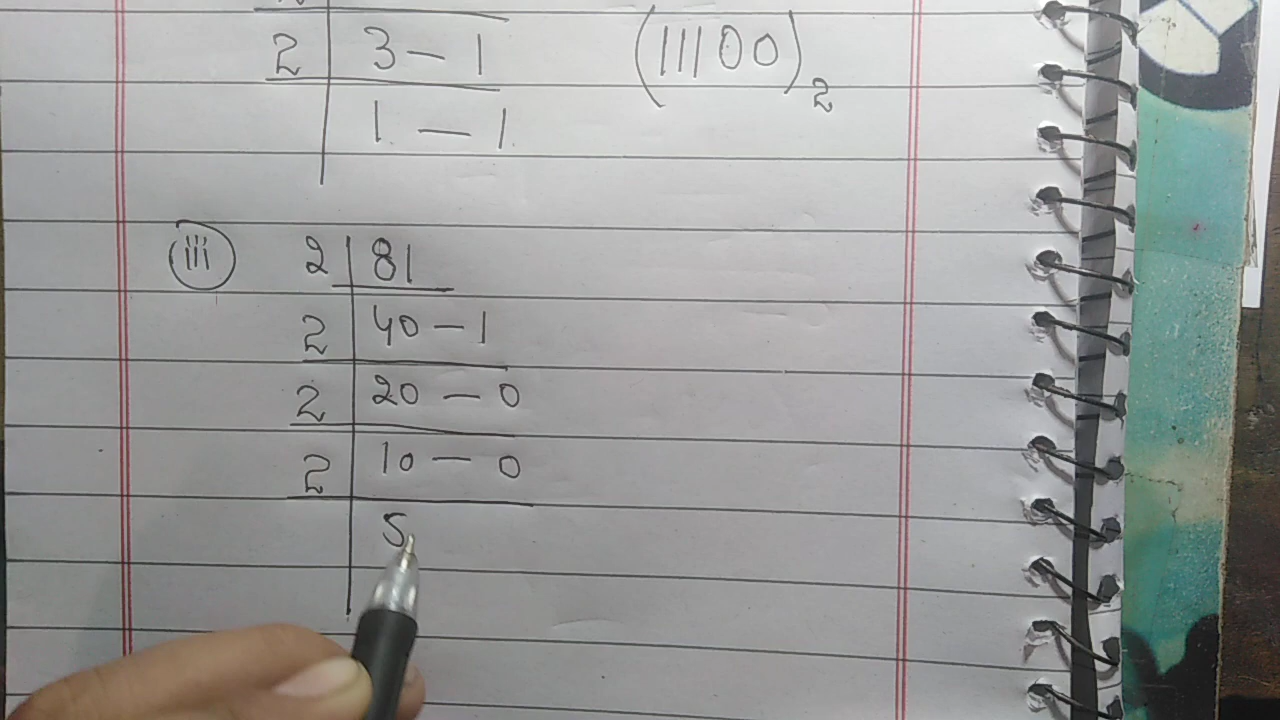 2 3 - 1 (11100)2
1 - 1
iii 2 81
2 40 - 1
2 20 - 0
2 10 - 0
5